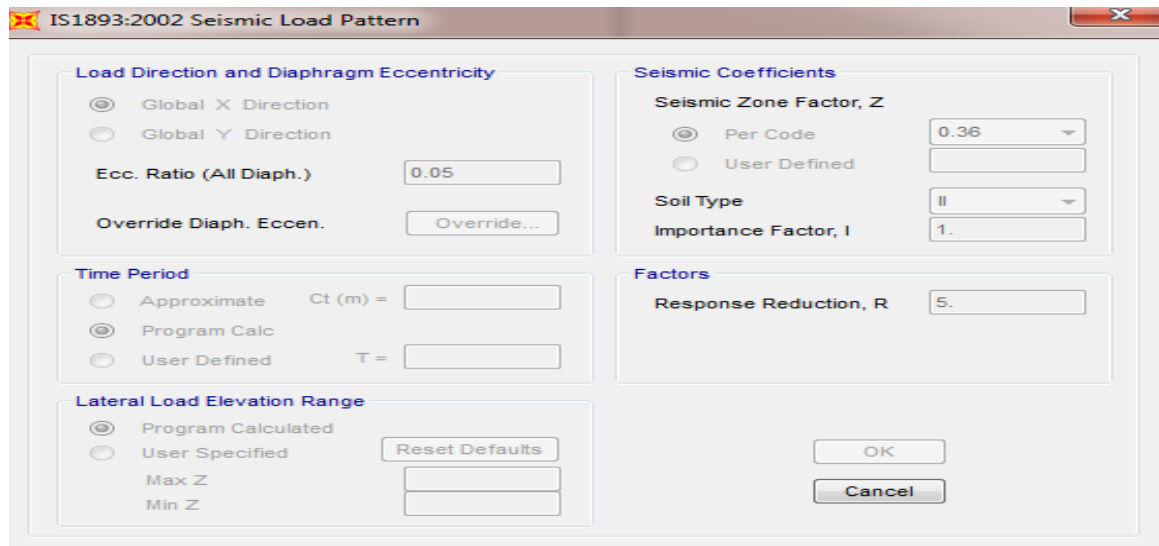 IS1893:2002 Seismic Load Pattern
Load Direction and Diaphragm Eccentricity
Global X Direction
Global Y Direction
Ecc. Ratio (All Diaph.) 0.05
Override Diaph. Eccen. Override...
Time Period
Approximate Ct (m) =
Program Calc
User Defined T =
Lateral Load Elevation Range
Program Calculated
User Specified Reset Defaults
Max Z
Min Z
Seismic Coefficients
Seismic Zone Factor, Z
Per Code 0.36
User Defined
Soil Type II
Importance Factor, I 1.
Factors
Response Reduction, R 5.
OK
Cancel